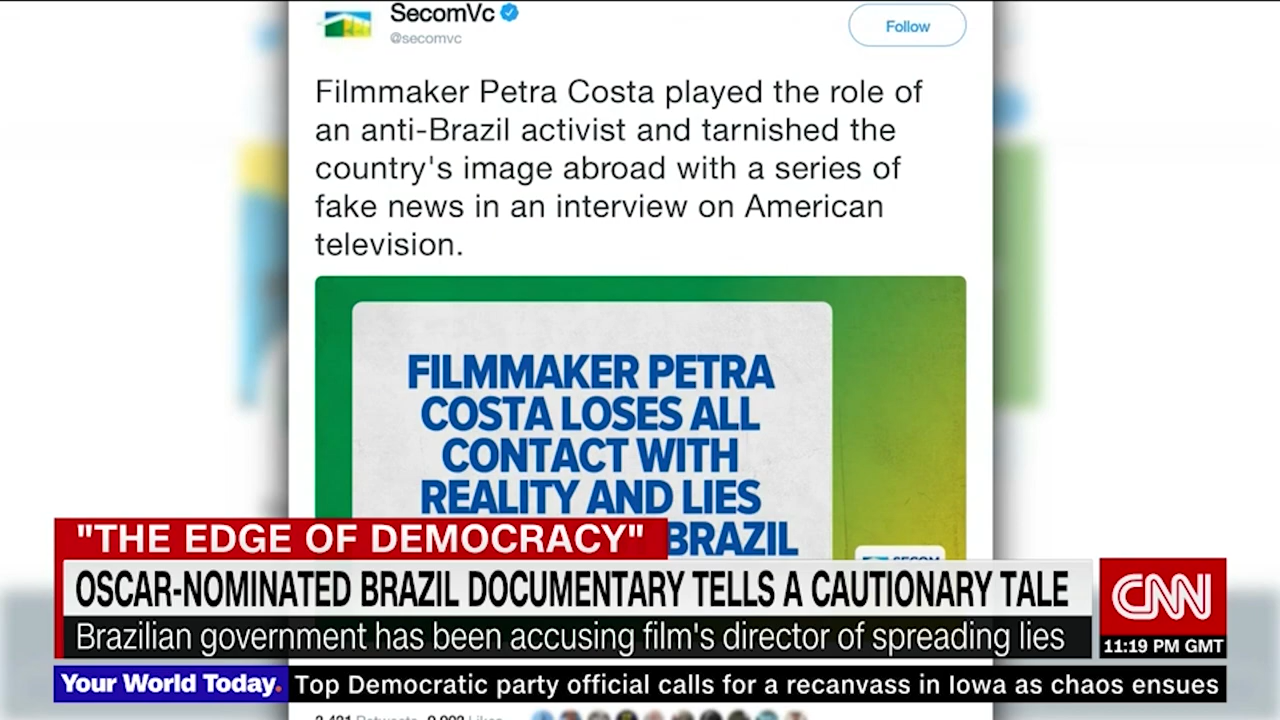 SecomVc
@secomvc
Follow
Filmmaker Petra Costa played the role of
an anti-Brazil activist and tarnished the
country's image abroad with a series of
fake news in an interview on American
television.
FILMMAKER PETRA
COSTA LOSES ALL
CONTACT WITH
REALITY AND LIES
BRAZIL
SECOM
"THE EDGE OF DEMOCRACY"
OSCAR-NOMINATED BRAZIL DOCUMENTARY TELLS A CAUTIONARY TALE
Brazilian government has been accusing film's director of spreading lies
CNN
11:19 PM GMT
Your World Today. Top Democratic party official calls for a recanvass in Iowa as chaos ensues
Retweets Likes